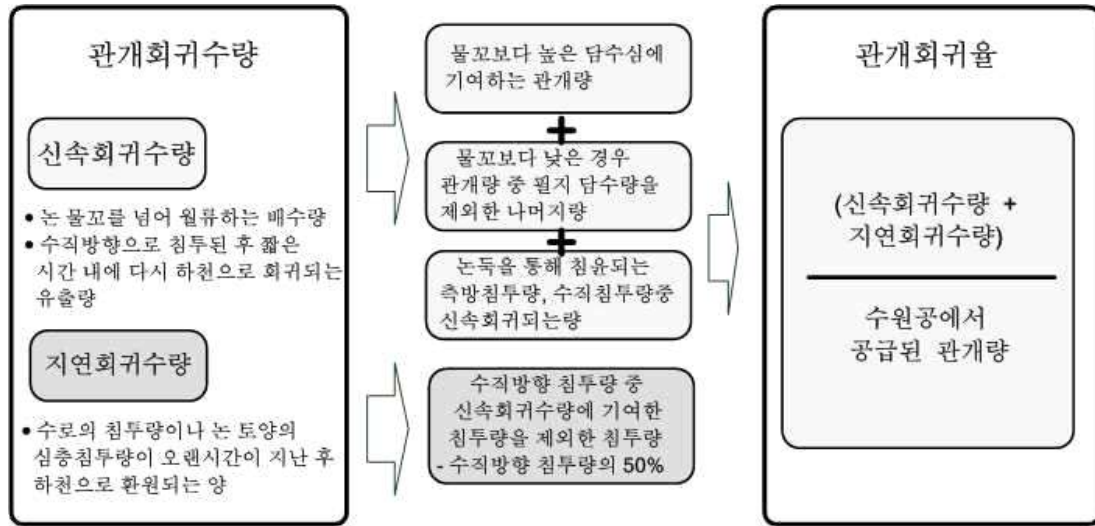 관개회귀수량
신속회귀수량
• 논 물꼬를 넘어 월류하는 배수량
• 수직방향으로 침투된 후 짧은
시간 내에 다시 하천으로 회귀되는
유출량
지연회귀수량
• 수로의 침투량이나 논 토양의
심층침투량이 오랜시간이 지난 후
하천으로 환원되는 양
물꼬보다 높은 담수심에
기여하는 관개량
+
물꼬보다 낮은 경우
관개량 중 필지 담수량을
제외한 나머지량
+
논둑을 통해 침윤되는
측방침투량, 수직침투량중
신속회귀되는량
수직방향 침투량 중
신속회귀수량에 기여한
침투량을 제외한 침투량
- 수직방향 침투량의 50%
관개회귀율
(신속회귀수량 +
지연회귀수량)
수원공에서
공급된 관개량